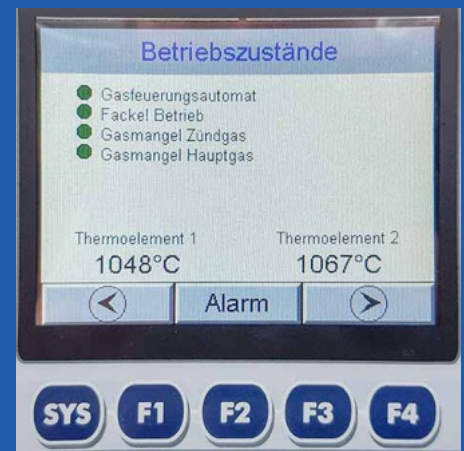 Betriebszustände
Gasfeuerungsautomat
Fackel Betrieb
Gasmangel Zündgas
Gasmangel Hauptgas
Thermoelement 1 Thermoelement 2
1048°C 1067°C
Alarm
SYS F1 F2 F3 F4